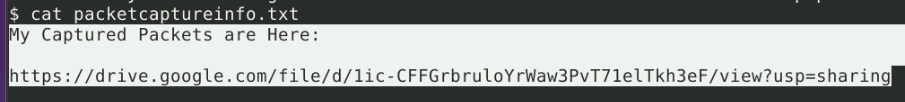 $ cat packetcaptureinfo.txt
My Captured Packets are Here:
https://drive.google.com/file/d/1ic-CFFGrbruloYrWaw3PvT71elTkh3eF/view?usp=sharing